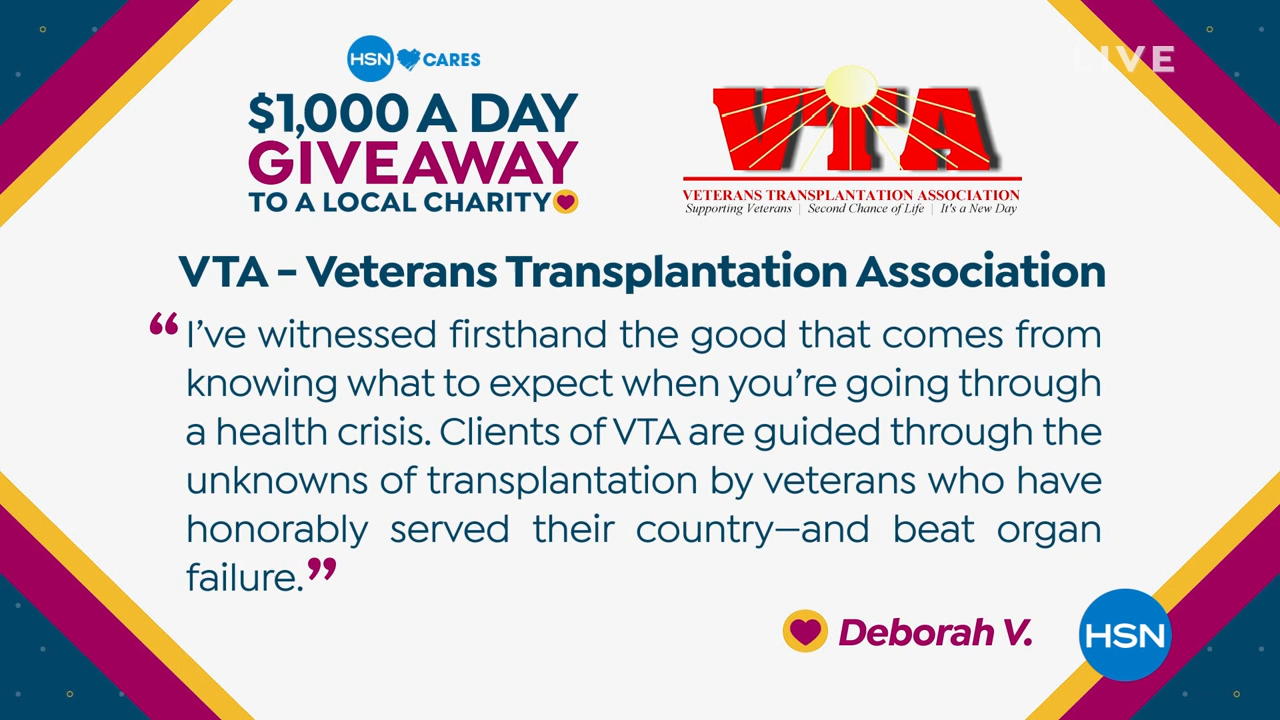 HSN CARES
LIVE
$1,000 A DAY
GIVEAWAY
TO A LOCAL CHARITY
VTA
VETERANS TRANSPLANTATION ASSOCIATION
Supporting Veterans | Second Chance of Life | It's a New Day
VTA – Veterans Transplantation Association
“I’ve witnessed firsthand the good that comes from
knowing what to expect when you’re going through
a health crisis. Clients of VTA are guided through the
unknowns of transplantation by veterans who have
honorably served their country—and beat organ
failure.”
Deborah V.
HSN